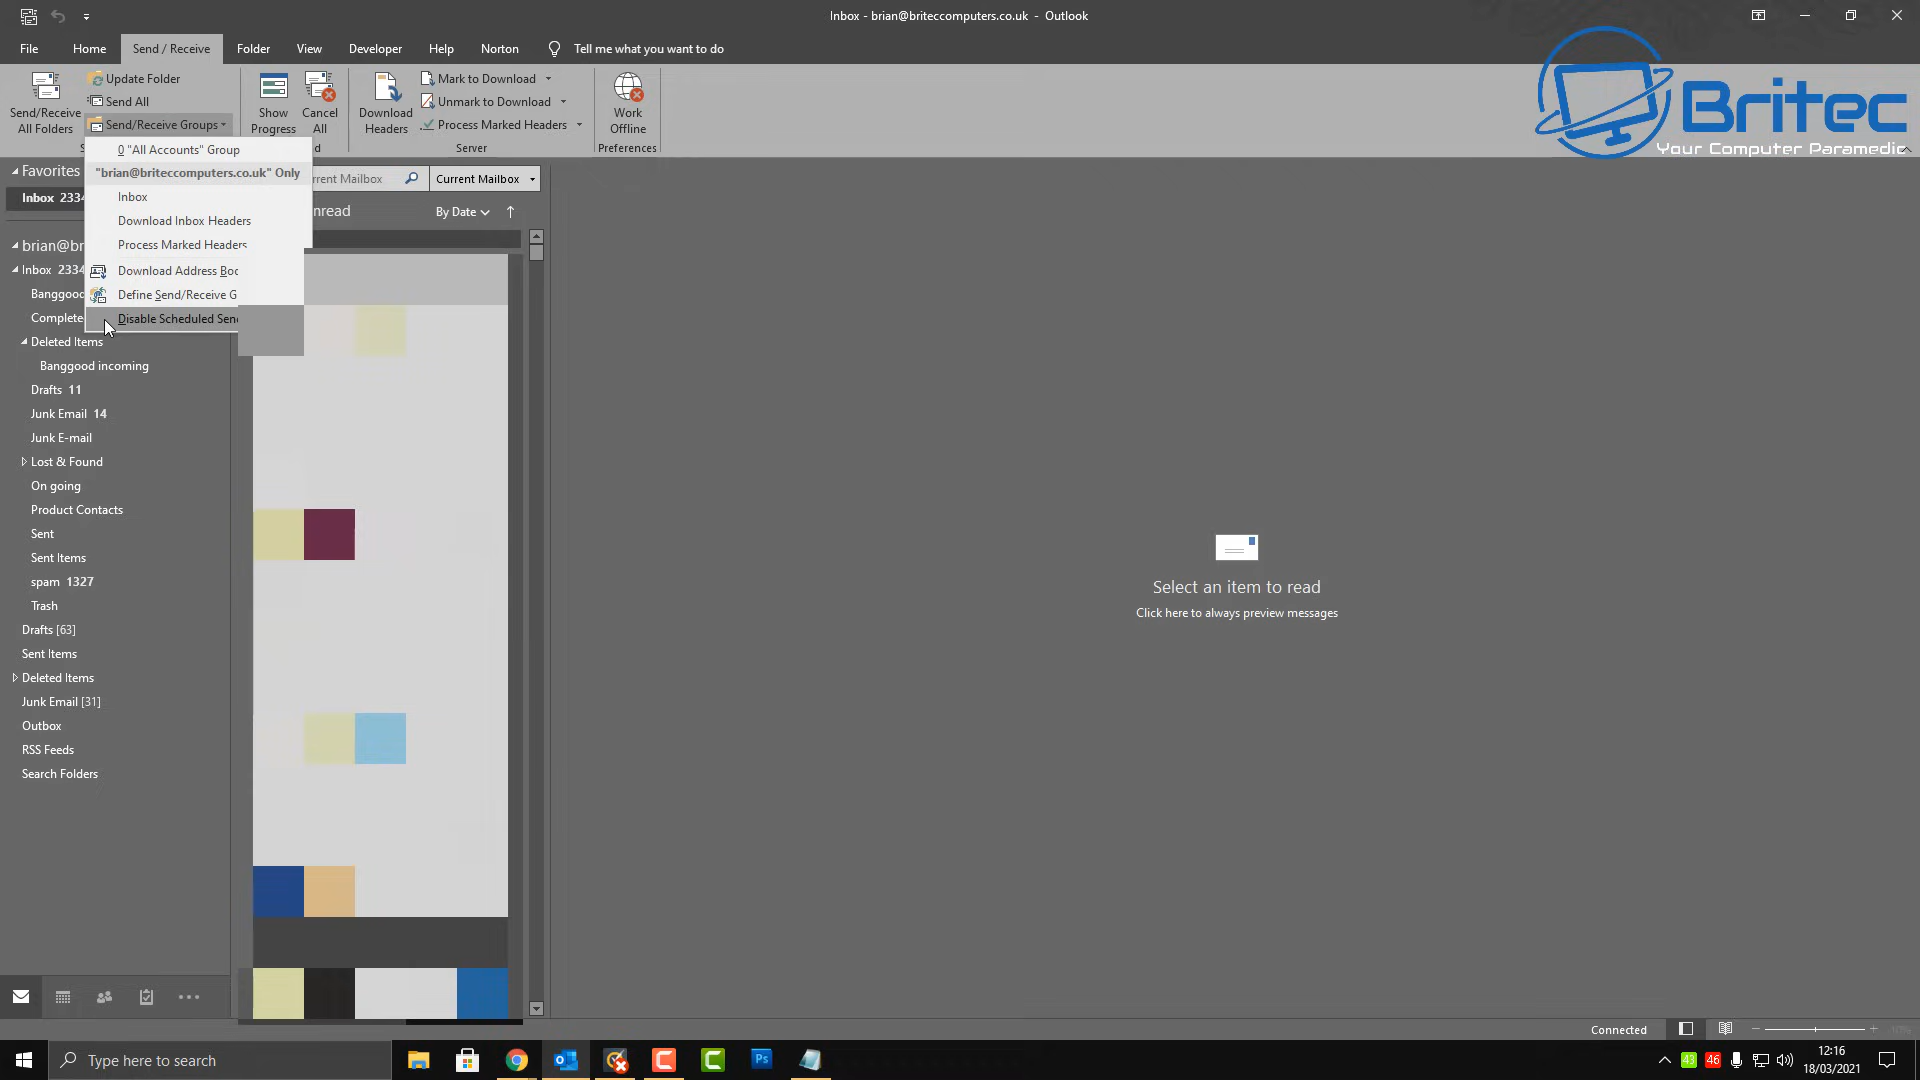 Inbox - brian@briteccomputers.co.uk - Outlook
File Home Send / Receive Folder View Developer Help Norton Tell me what you want to do
Send/Receive All Folders
Update Folder
Send All
Send/Receive Groups
Show Progress
Cancel All
Download Headers
Mark to Download
Unmark to Download
Process Marked Headers
Server
Work Offline
Preferences
Britec
Your Computer Paramedic
0 "All Accounts" Group
"brian@briteccomputers.co.uk" Only
Inbox
Download Inbox Headers
Process Marked Headers
Download Address Boo
Define Send/Receive G
Disable Scheduled Sen
rrent Mailbox
Current Mailbox
nread
By Date
Favorites
Inbox 2334
brian@br
Inbox 2334
Banggood
Complete
Deleted Items
Banggood incoming
Drafts 11
Junk Email 14
Junk E-mail
Lost & Found
On going
Product Contacts
Sent
Sent Items
spam 1327
Trash
Drafts [63]
Sent Items
Deleted Items
Junk Email [31]
Outbox
RSS Feeds
Search Folders
Select an item to read
Click here to always preview messages
Connected
Type here to search
Ps
43
46
12:16
18/03/2021